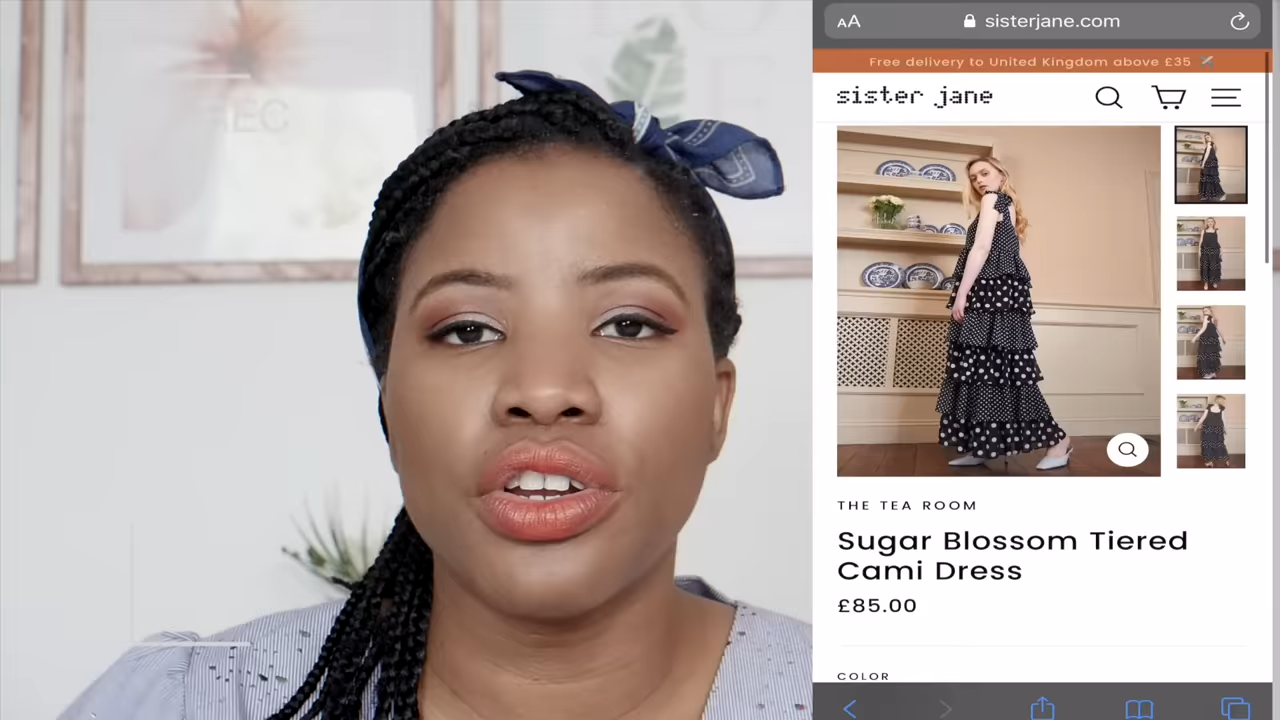 REC
AA
sisterjane.com
Free delivery to United Kingdom above £35
sister jane
THE TEA ROOM
Sugar Blossom Tiered
Cami Dress
£85.00
COLOR